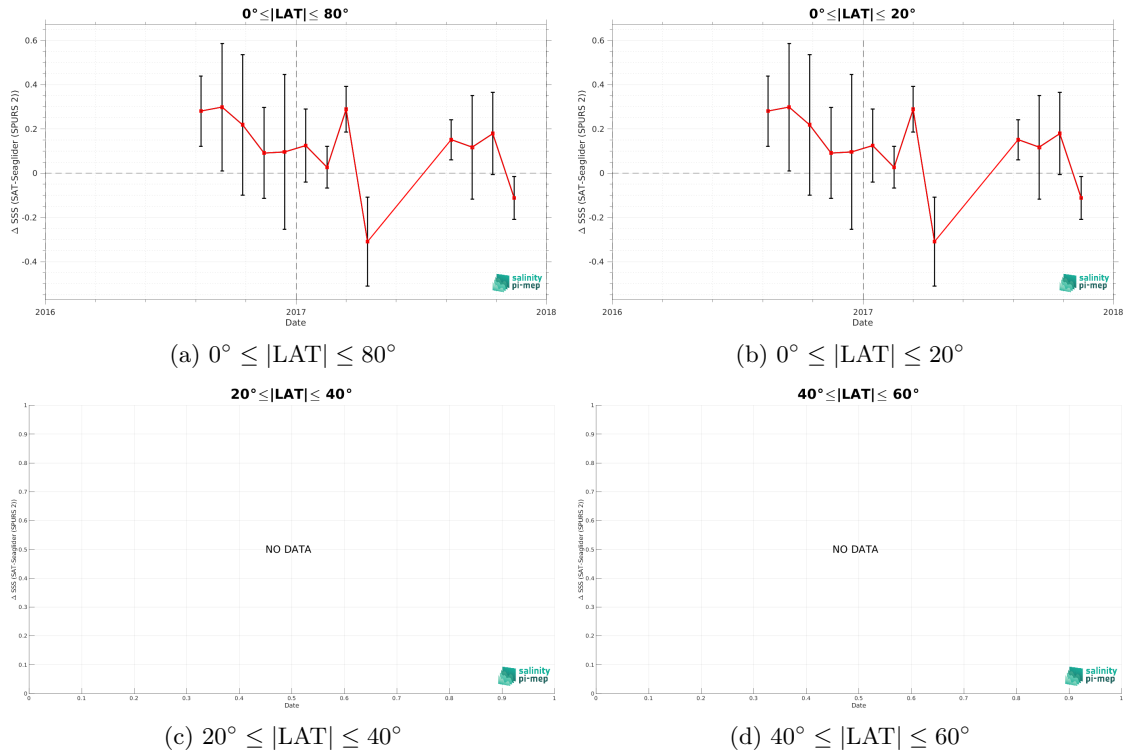 0°≤|LAT|≤ 80°
Δ SSS (SAT-Seaglider (SPURS 2))
0.6
0.4
0.2
0
-0.2
-0.4
2016
2017
2018
Date
salinity
pi-mep
(a) 0° ≤ |LAT| ≤ 80°
0°≤|LAT|≤ 20°
Δ SSS (SAT-Seaglider (SPURS 2))
0.6
0.4
0.2
0
-0.2
-0.4
2016
2017
2018
Date
salinity
pi-mep
(b) 0° ≤ |LAT| ≤ 20°
20°≤|LAT|≤ 40°
Δ SSS (SAT-Seaglider (SPURS 2))
1
0.9
0.8
0.7
0.6
0.5
0.4
0.3
0.2
0.1
0
NO DATA
0 0.1 0.2 0.3 0.4 0.5 0.6 0.7 0.8 0.9 1
Date
salinity
pi-mep
(c) 20° ≤ |LAT| ≤ 40°
40°≤|LAT|≤ 60°
Δ SSS (SAT-Seaglider (SPURS 2))
1
0.9
0.8
0.7
0.6
0.5
0.4
0.3
0.2
0.1
0
NO DATA
0 0.1 0.2 0.3 0.4 0.5 0.6 0.7 0.8 0.9 1
Date
salinity
pi-mep
(d) 40° ≤ |LAT| ≤ 60°